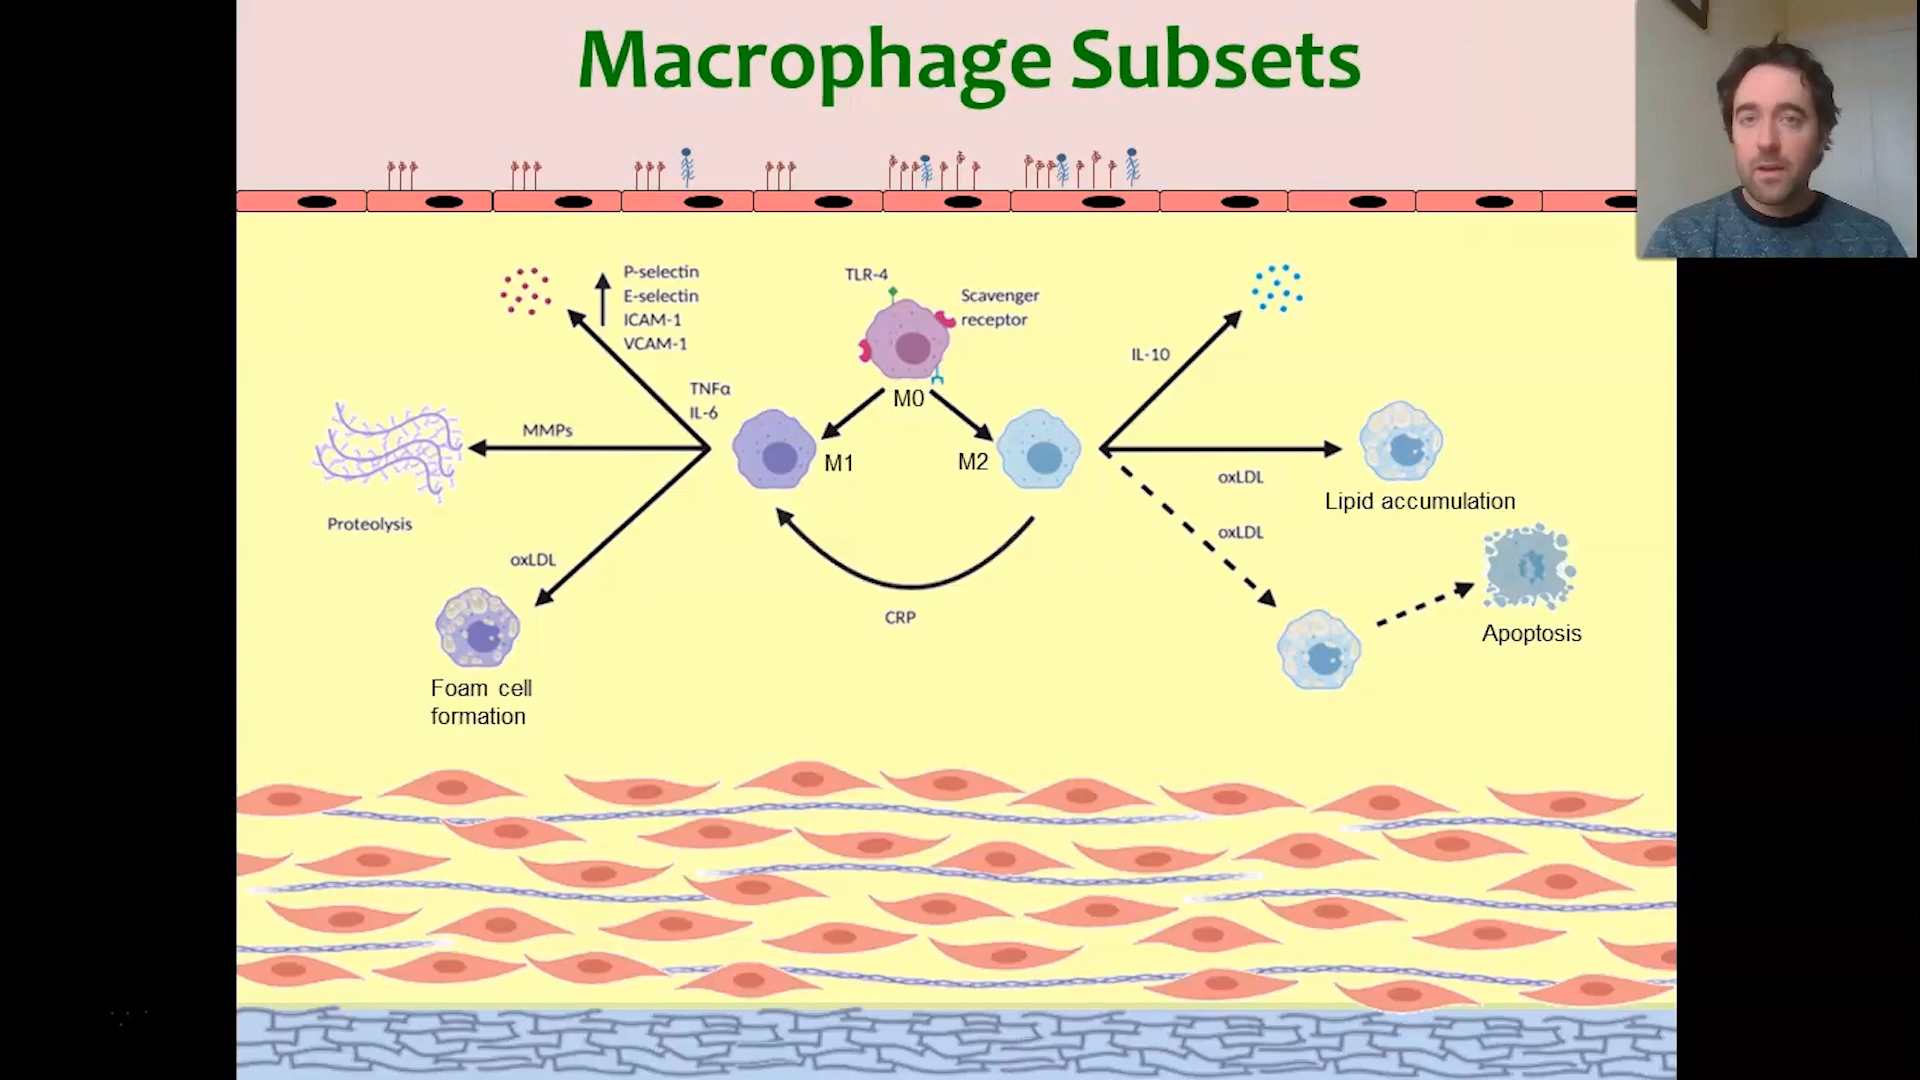 Macrophage Subsets
P-selectin
E-selectin
ICAM-1
VCAM-1
TLR-4
Scavenger
receptor
M0
IL-10
TNFα
IL-6
MMPs
M1
M2
oxLDL
Lipid accumulation
Proteolysis
oxLDL
oxLDL
CRP
Apoptosis
Foam cell
formation